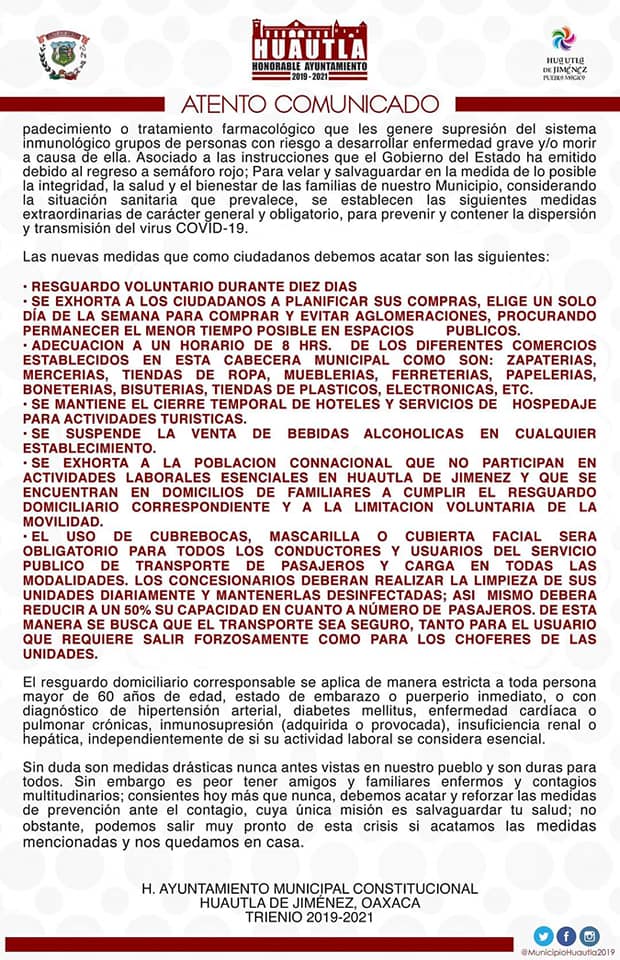 HUAUTLA
HONORABLE AYUNTAMIENTO
2019 - 2021
HUAUTLA
DE JIMÉNEZ
PUEBLO MÁGICO
ATENTO COMUNICADO
padecimiento o tratamiento farmacológico que les genere supresión del sistema
inmunológico grupos de personas con riesgo a desarrollar enfermedad grave y/o morir
a causa de ella. Asociado a las instrucciones que el Gobierno del Estado ha emitido
debido al regreso a semáforo rojo; Para velar y salvaguardar en la medida de lo posible
la integridad, la salud y el bienestar de las familias de nuestro Municipio, considerando
la situación sanitaria que prevalece, se establecen las siguientes medidas
extraordinarias de carácter general y obligatorio, para prevenir y contener la dispersión
y transmisión del virus COVID-19.
Las nuevas medidas que como ciudadanos debemos acatar son las siguientes:
• RESGUARDO VOLUNTARIO DURANTE DIEZ DIAS
• SE EXHORTA A LOS CIUDADANOS A PLANIFICAR SUS COMPRAS, ELIGE UN SOLO
DÍA DE LA SEMANA PARA COMPRAR Y EVITAR AGLOMERACIONES, PROCURANDO
PERMANECER EL MENOR TIEMPO POSIBLE EN ESPACIOS PUBLICOS.
• ADECUACION A UN HORARIO DE 8 HRS. DE LOS DIFERENTES COMERCIOS
ESTABLECIDOS EN ESTA CABECERA MUNICIPAL COMO SON: ZAPATERIAS,
MERCERIAS, TIENDAS DE ROPA, MUEBLERIAS, FERRETERIAS, PAPELERIAS,
BONETERIAS, BISUTERIAS, TIENDAS DE PLASTICOS, ELECTRONICAS, ETC.
• SE MANTIENE EL CIERRE TEMPORAL DE HOTELES Y SERVICIOS DE HOSPEDAJE
PARA ACTIVIDADES TURISTICAS.
• SE SUSPENDE LA VENTA DE BEBIDAS ALCOHOLICAS EN CUALQUIER
ESTABLECIMIENTO.
• SE EXHORTA A LA POBLACION CONNACIONAL QUE NO PARTICIPAN EN
ACTIVIDADES LABORALES ESENCIALES EN HUAUTLA DE JIMENEZ Y QUE SE
ENCUENTRAN EN DOMICILIOS DE FAMILIARES A CUMPLIR EL RESGUARDO
DOMICILIARIO CORRESPONDIENTE Y A LA LIMITACION VOLUNTARIA DE LA
MOVILIDAD.
• EL USO DE CUBREBOCAS, MASCARILLA O CUBIERTA FACIAL SERA
OBLIGATORIO PARA TODOS LOS CONDUCTORES Y USUARIOS DEL SERVICIO
PUBLICO DE TRANSPORTE DE PASAJEROS Y CARGA EN TODAS LAS
MODALIDADES. LOS CONCESIONARIOS DEBERAN REALIZAR LA LIMPIEZA DE SUS
UNIDADES DIARIAMENTE Y MANTENERLAS DESINFECTADAS; ASI MISMO DEBERA
REDUCIR A UN 50% SU CAPACIDAD EN CUANTO A NÚMERO DE PASAJEROS. DE ESTA
MANERA SE BUSCA QUE EL TRANSPORTE SEA SEGURO, TANTO PARA EL USUARIO
QUE REQUIERE SALIR FORZOSAMENTE COMO PARA LOS CHOFERES DE LAS
UNIDADES.
El resguardo domiciliario corresponsable se aplica de manera estricta a toda persona
mayor de 60 años de edad, estado de embarazo o puerperio inmediato, o con
diagnóstico de hipertensión arterial, diabetes mellitus, enfermedad cardíaca o
pulmonar crónicas, inmunosupresión (adquirida o provocada), insuficiencia renal o
hepática, independientemente de si su actividad laboral se considera esencial.
Sin duda son medidas drásticas nunca antes vistas en nuestro pueblo y son duras para
todos. Sin embargo es peor tener amigos y familiares enfermos y contagios
multitudinarios; consientes hoy más que nunca, debemos acatar y reforzar las medidas
de prevención ante el contagio, cuya única misión es salvaguardar tu salud; no
obstante, podemos salir muy pronto de esta crisis si acatamos las medidas
mencionadas y nos quedamos en casa.
H. AYUNTAMIENTO MUNICIPAL CONSTITUCIONAL
HUAUTLA DE JIMÉNEZ, OAXACA
TRIENIO 2019-2021
@MunicipioHuautla2019